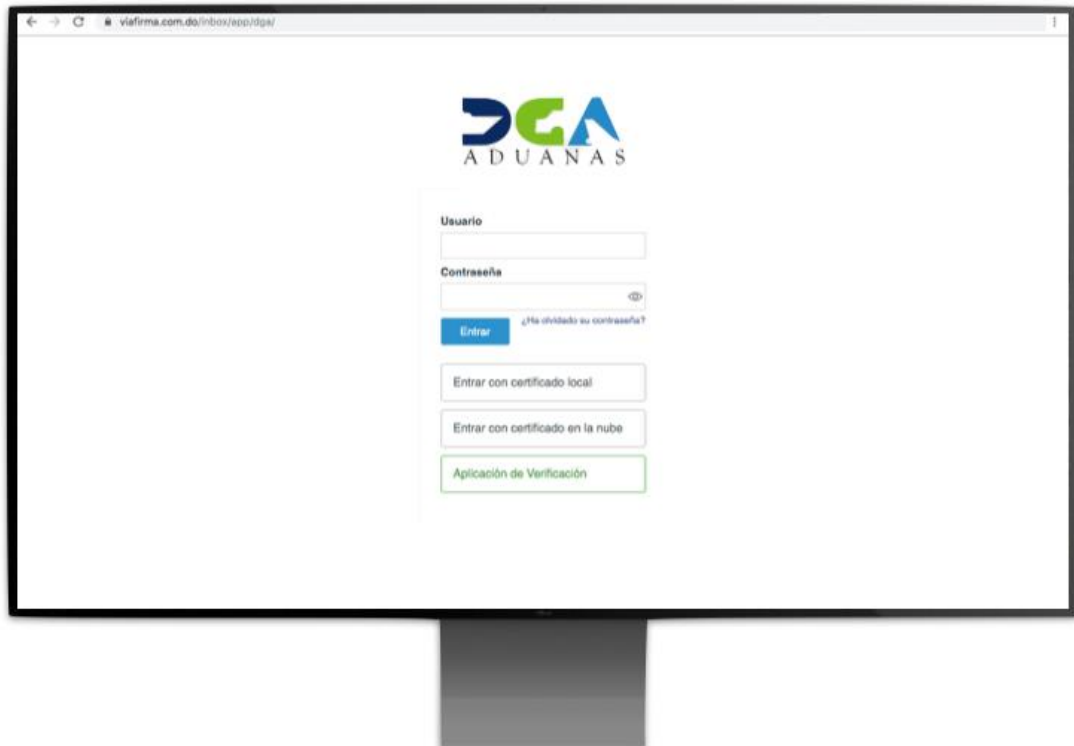 viafirma.com.do/inbox/app/dga/
DGA
ADUANAS
Usuario
Contraseña
¿Ha olvidado su contraseña?
Entrar
Entrar con certificado local
Entrar con certificado en la nube
Aplicación de Verificación